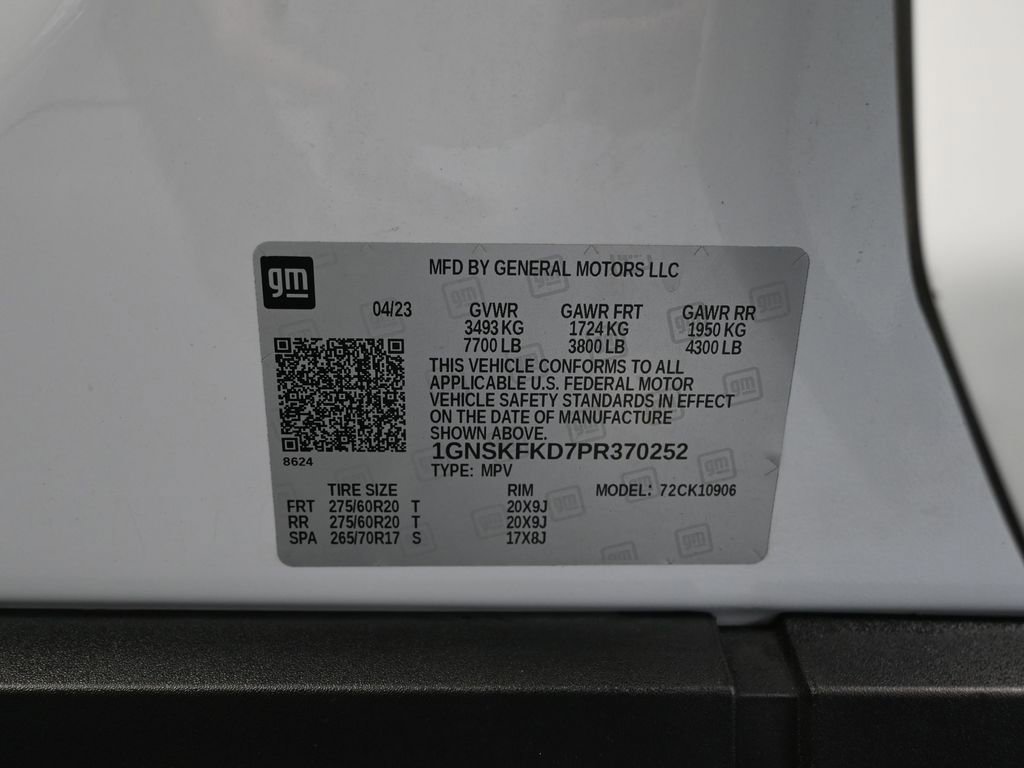 gm
MFD BY GENERAL MOTORS LLC
04/23 GVWR GAWR FRT GAWR RR
3493 KG 1724 KG 1950 KG
7700 LB 3800 LB 4300 LB
THIS VEHICLE CONFORMS TO ALL
APPLICABLE U.S. FEDERAL MOTOR
VEHICLE SAFETY STANDARDS IN EFFECT
ON THE DATE OF MANUFACTURE
SHOWN ABOVE.
8624
1GNSKFKD7PR370252
TYPE: MPV
TIRE SIZE RIM MODEL: 72CK10906
FRT 275/60R20 T 20X9J
RR 275/60R20 T 20X9J
SPA 265/70R17 S 17X8J